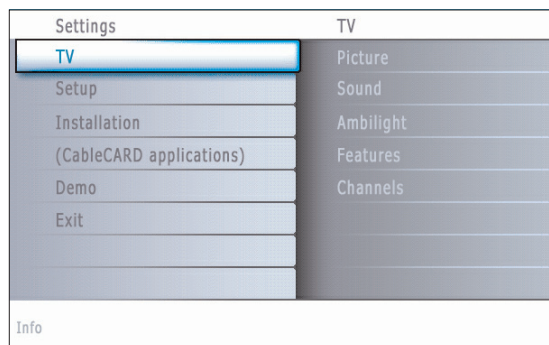 Settings
TV
Setup
Installation
(CableCARD applications)
Demo
Exit
TV
Picture
Sound
Ambilight
Features
Channels
Info